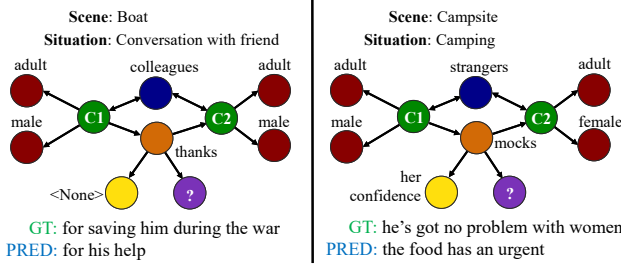 Scene: Boat
Situation: Conversation with friend
adult
colleagues
adult
C1
C2
male
male
thanks
<None>
?
GT: for saving him during the war
PRED: for his help
Scene: Campsite
Situation: Camping
adult
strangers
adult
C1
C2
male
female
mocks
her
confidence
?
GT: he's got no problem with women
PRED: the food has an urgent